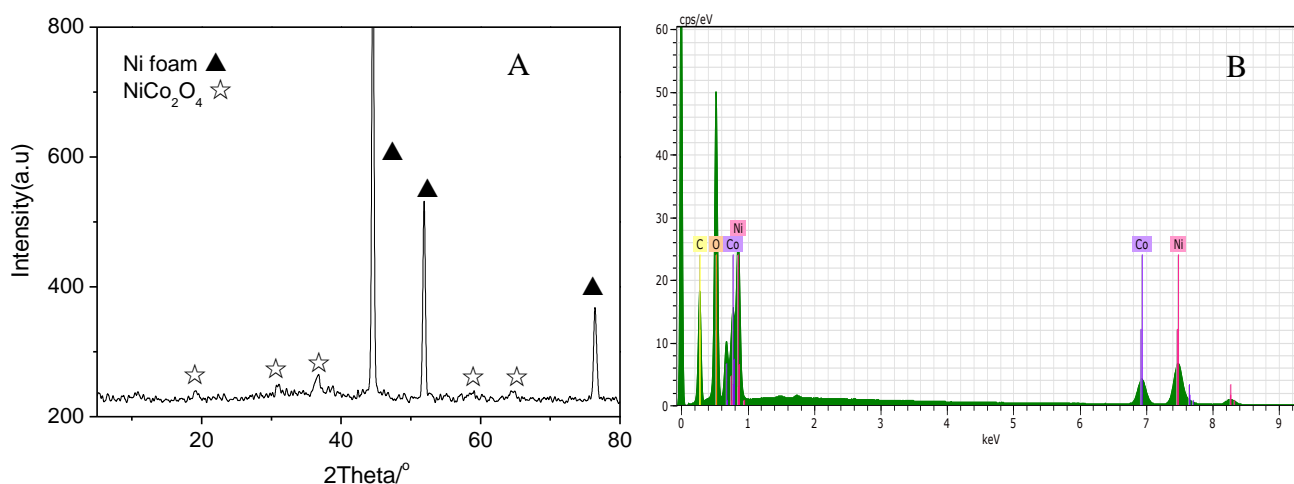 800
600
400
200
Intensity(a.u)
Ni foam ▲
NiCo₂O₄ ☆
A
20
40
60
80
2Theta/°
cps/eV
60
50
40
30
20
10
0
B
Ni
C
O
Co
Co
Ni
0
1
2
3
4
5
6
7
8
9
keV